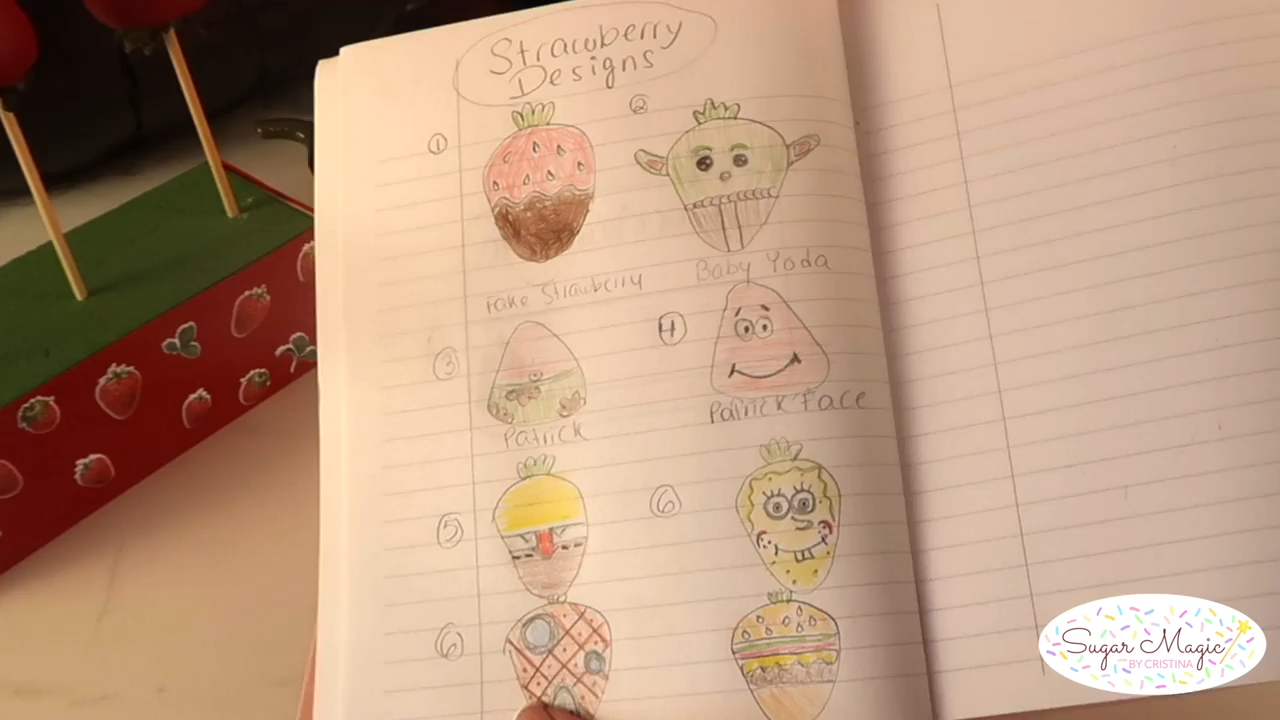 Strawberry
Designs
①
②
Fake Strawberry
Baby Yoda
③
④
Patrick
Patrick Face
⑤
⑥
⑥
Sugar Magic
BY CRISTINA